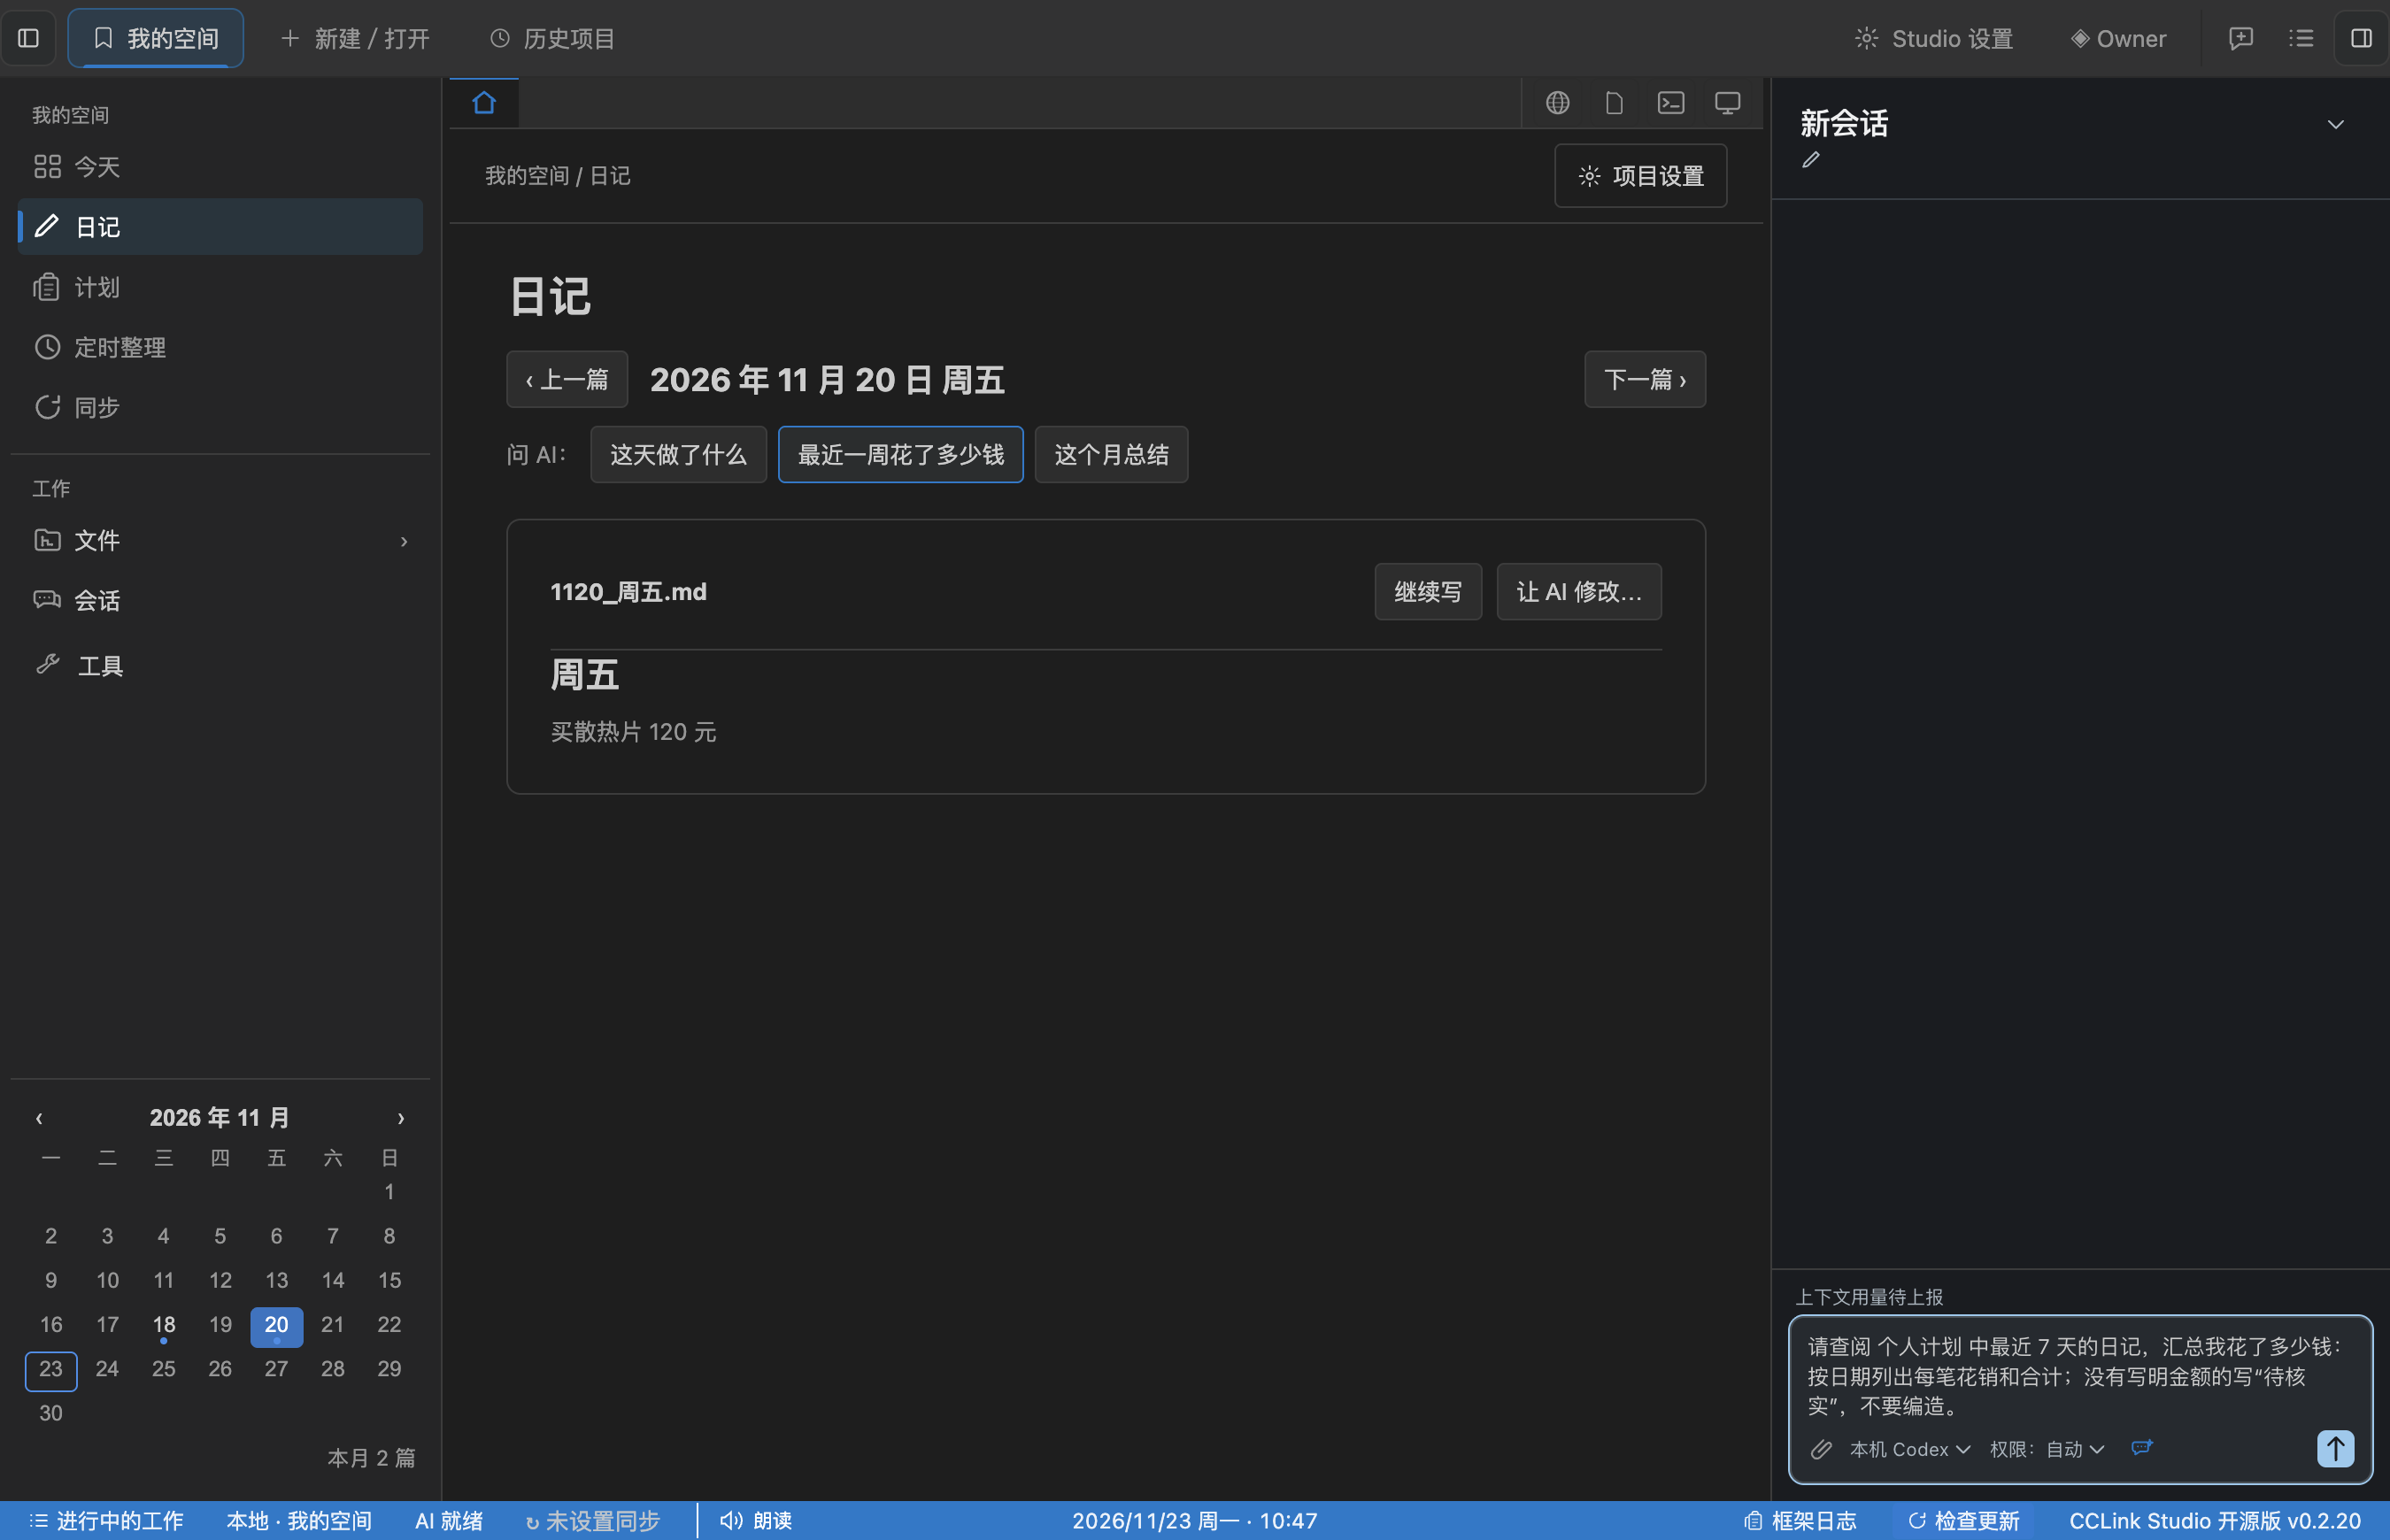 我的空间
新建 / 打开
历史项目
Studio 设置
Owner
我的空间
今天
日记
计划
定时整理
同步
工作
文件
会话
工具
2026 年 11 月
一 二 三 四 五 六 日
1
2 3 4 5 6 7 8
9 10 11 12 13 14 15
16 17 18 19 20 21 22
23 24 25 26 27 28 29
30
本月 2 篇
我的空间 / 日记
项目设置
日记
‹ 上一篇
2026 年 11 月 20 日 周五
下一篇 ›
问 AI：
这天做了什么
最近一周花了多少钱
这个月总结
1120_周五.md
继续写
让 AI 修改...
周五
买散热片 120 元
新会话
上下文用量待上报
请查阅 个人计划 中最近 7 天的日记，汇总我花了多少钱：
按日期列出每笔花销和合计；没有写明金额的写“待核
实”，不要编造。
本机 Codex
权限：自动
进行中的工作
本地 · 我的空间
AI 就绪
↻ 未设置同步
朗读
2026/11/23 周一 · 10:47
框架日志
检查更新
CCLink Studio 开源版 v0.2.20